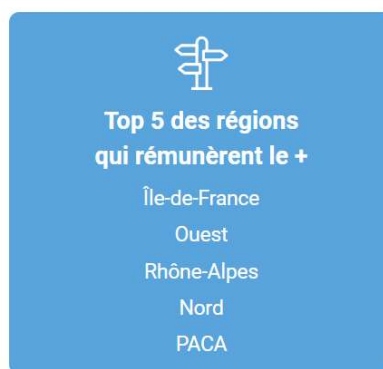 Top 5 des régions
qui rémunèrent le +
Île-de-France
Ouest
Rhône-Alpes
Nord
PACA